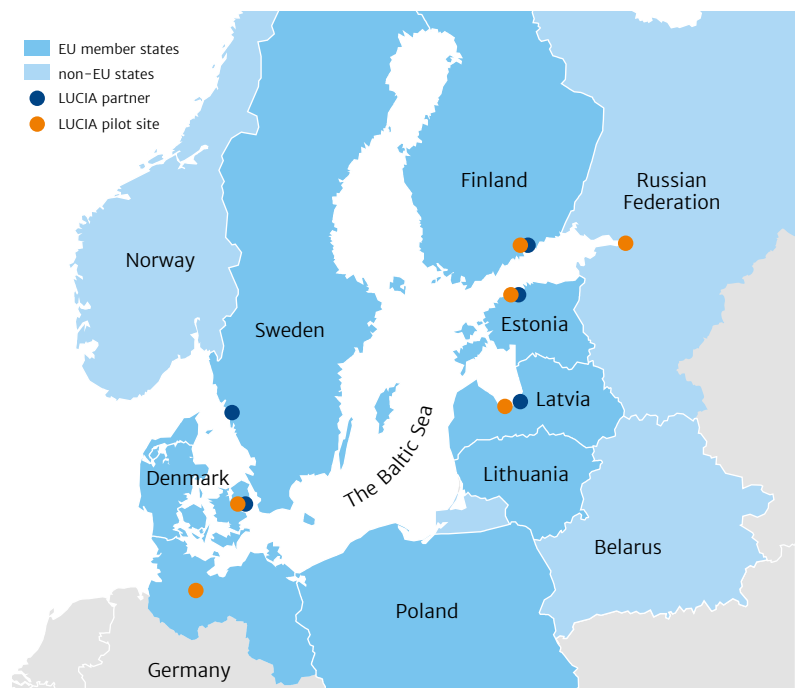 EU member states
non-EU states
LUCIA partner
LUCIA pilot site
Finland
Russian
Federation
Norway
Sweden
Estonia
Latvia
The Baltic Sea
Denmark
Lithuania
Belarus
Poland
Germany